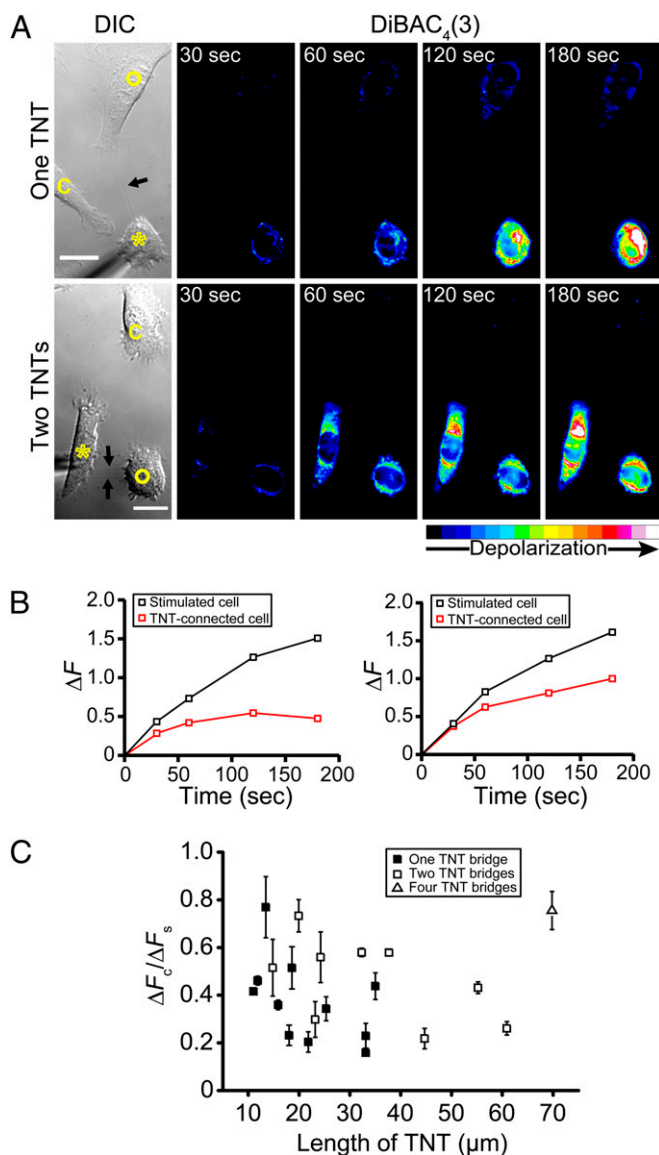 A
DIC
DiBAC4(3)
One TNT
30 sec
60 sec
120 sec
180 sec
O
C
*
Two TNTs
30 sec
60 sec
120 sec
180 sec
C
*
O
Depolarization
B
ΔF
2.0
1.5
1.0
0.5
0
Stimulated cell
TNT-connected cell
0 50 100 150 200
Time (sec)
ΔF
2.0
1.5
1.0
0.5
0
Stimulated cell
TNT-connected cell
0 50 100 150 200
Time (sec)
C
ΔFc/ΔFs
1
0.8
0.6
0.4
0.2
0
One TNT bridge
Two TNT bridges
Four TNT bridges
10 20 30 40 50 60 70
Length of TNT (μm)